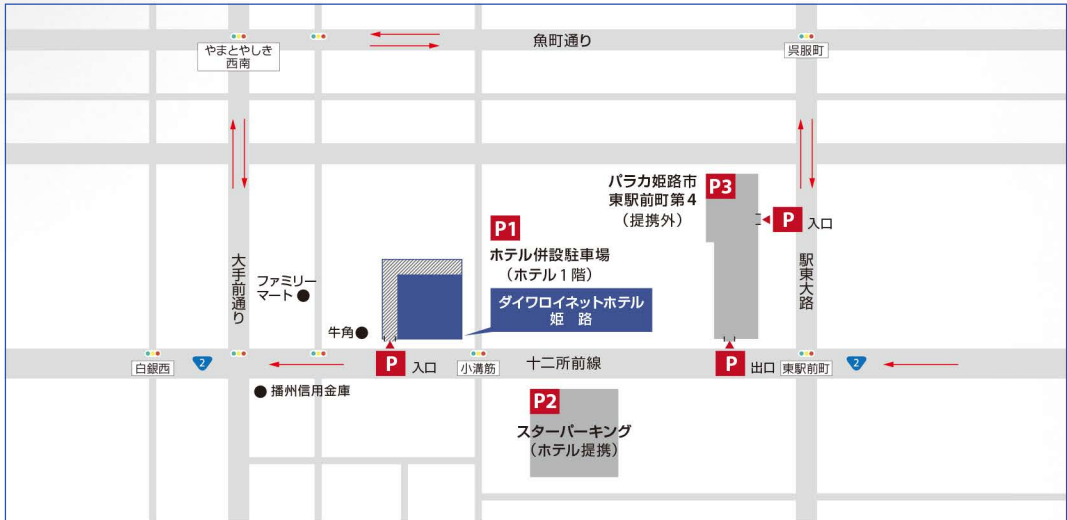 魚町通り
やまとやしき
西南
呉服町
パラカ姫路市
東駅前町第4
（提携外）
P3
P
入口
P1
ホテル併設駐車場
（ホテル1階）
ダイワロイネットホテル
姫 路
大手前通り
ファミリー
マート
牛角
駅東大路
白銀西
2
P
入口
小溝筋
十二所前線
P
出口
東駅前町
2
播州信用金庫
P2
スターパーキング
（ホテル提携）